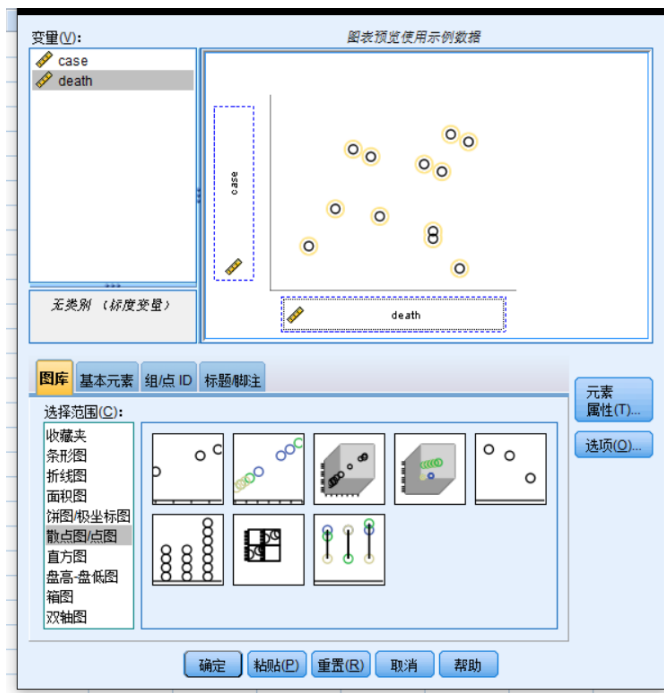 变量(V):
图表预览使用示例数据
case
death
case
death
无类别 (标度变量)
图库
基本元素
组/点 ID
标题/脚注
选择范围(C):
收藏夹
条形图
折线图
面积图
饼图/极坐标图
散点图/点图
直方图
盘高-盘低图
箱图
双轴图
元素
属性(T)...
选项(O)...
确定
粘贴(P)
重置(R)
取消
帮助